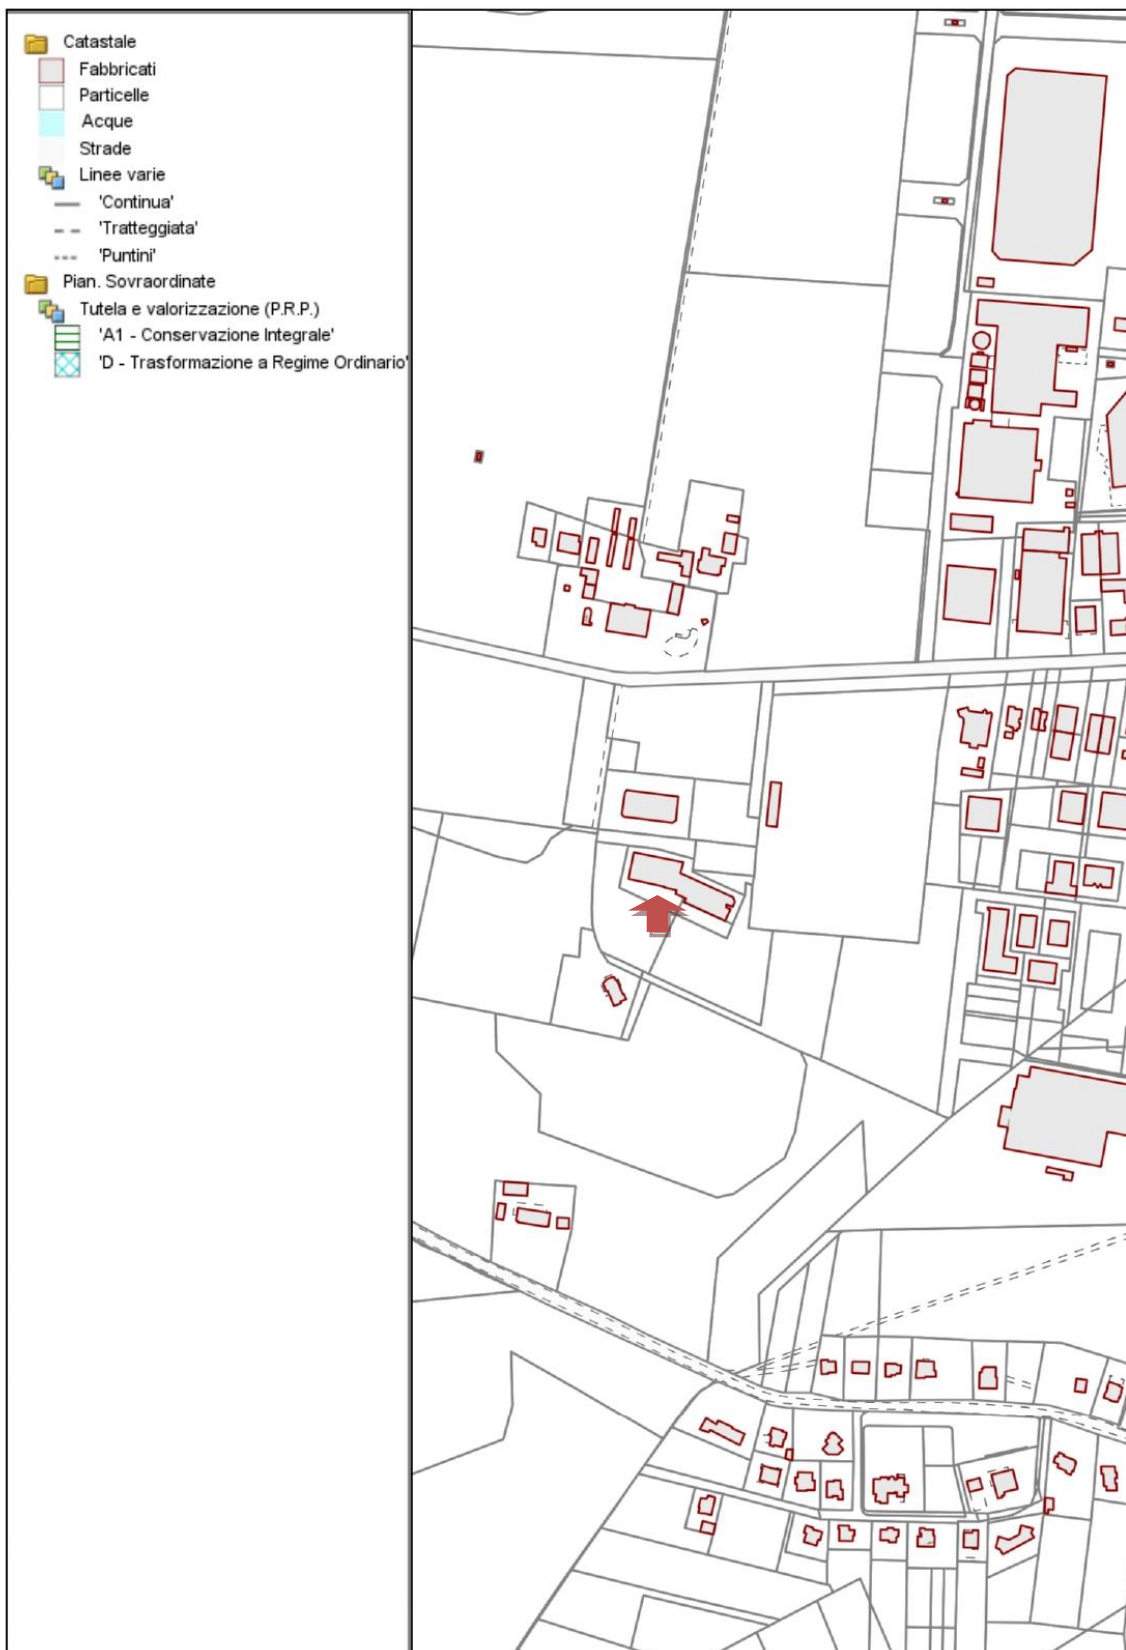 Catastale
Fabbricati
Particelle
Acque
Strade
Linee varie
'Continua'
'Tratteggiata'
'Puntini'
Pian. Sovraordinate
Tutela e valorizzazione (P.R.P.)
'A1 - Conservazione Integrale'
'D - Trasformazione a Regime Ordinario'